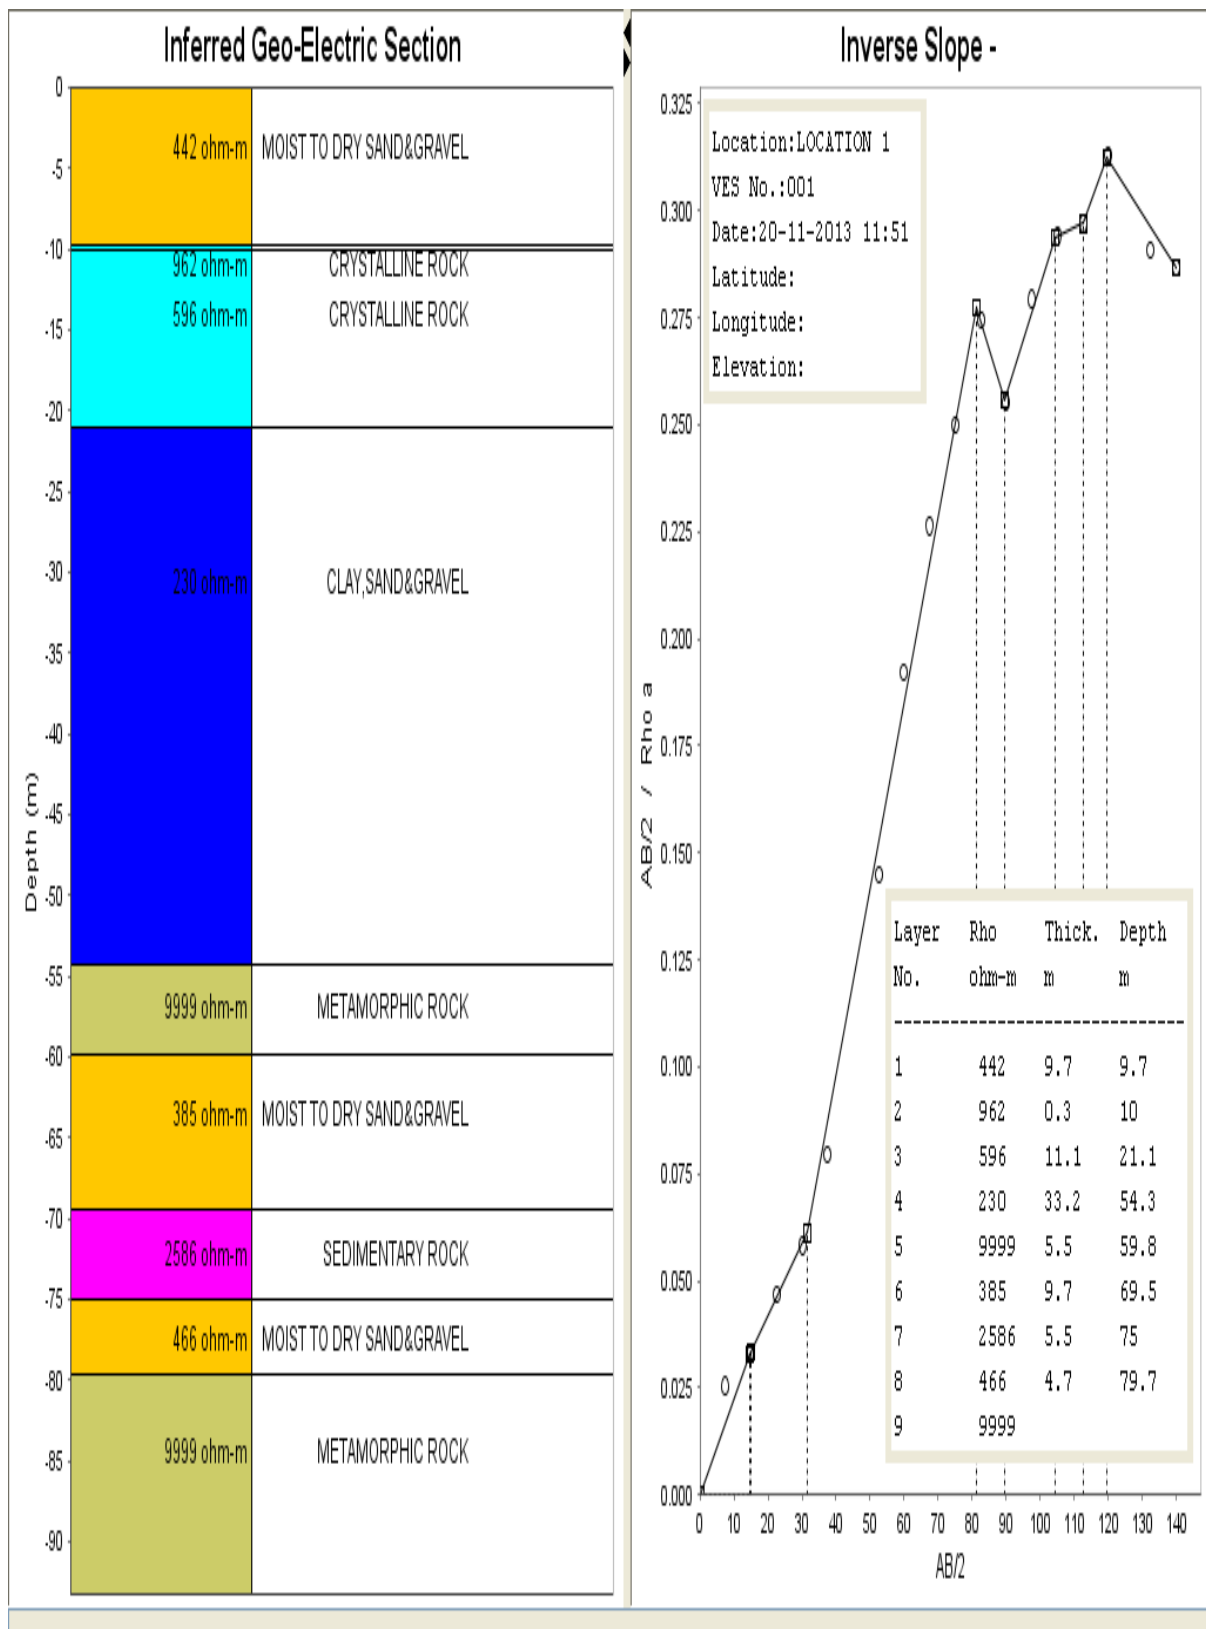 Inferred Geo-Electric Section
Depth (m)
0
-5
-10
-15
-20
-25
-30
-35
-40
-45
-50
-55
-60
-65
-70
-75
-80
-85
-90
442 ohm-m MOIST TO DRY SAND&GRAVEL
962 ohm-m CRYSTALLINE ROCK
596 ohm-m CRYSTALLINE ROCK
230 ohm-m CLAY,SAND&GRAVEL
9999 ohm-m METAMORPHIC ROCK
385 ohm-m MOIST TO DRY SAND&GRAVEL
2586 ohm-m SEDIMENTARY ROCK
466 ohm-m MOIST TO DRY SAND&GRAVEL
9999 ohm-m METAMORPHIC ROCK
Inverse Slope -
AB/2 / Rho a
0.325
0.300
0.275
0.250
0.225
0.200
0.175
0.150
0.125
0.100
0.075
0.050
0.025
0.000
Location:LOCATION 1
VES No.:001
Date:20-11-2013 11:51
Latitude:
Longitude:
Elevation:
Layer Rho Thick. Depth
No. ohm-m m m
1 442 9.7 9.7
2 962 0.3 10
3 596 11.1 21.1
4 230 33.2 54.3
5 9999 5.5 59.8
6 385 9.7 69.5
7 2586 5.5 75
8 466 4.7 79.7
9 9999
0 10 20 30 40 50 60 70 80 90 100 110 120 130 140
AB/2